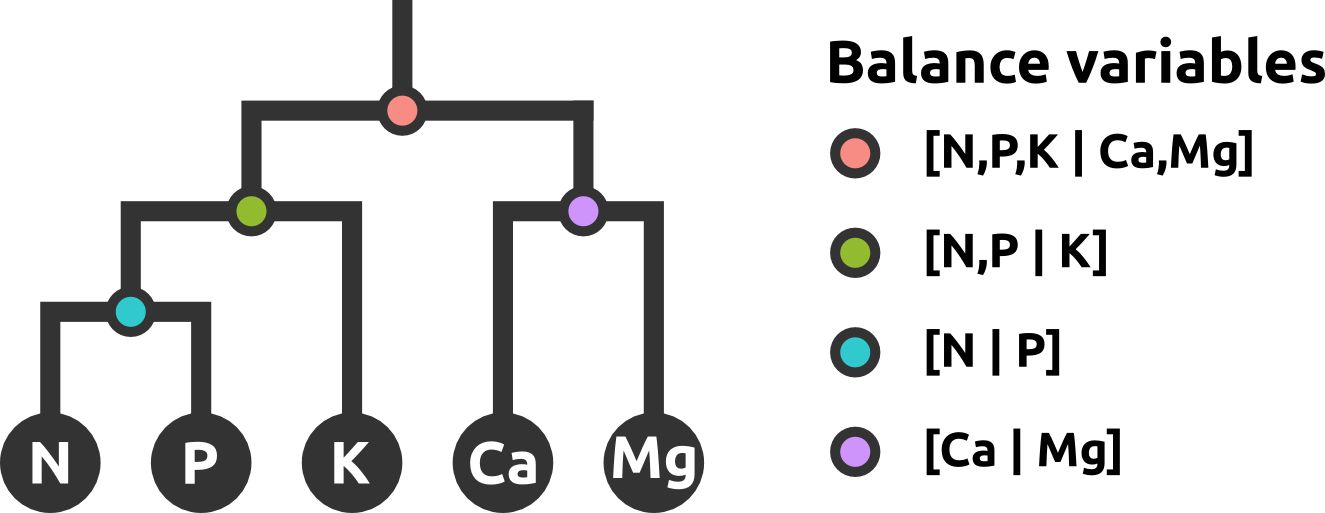 Balance variables
[N,P,K | Ca,Mg]
[N,P | K]
[N | P]
[Ca | Mg]
N P K Ca Mg